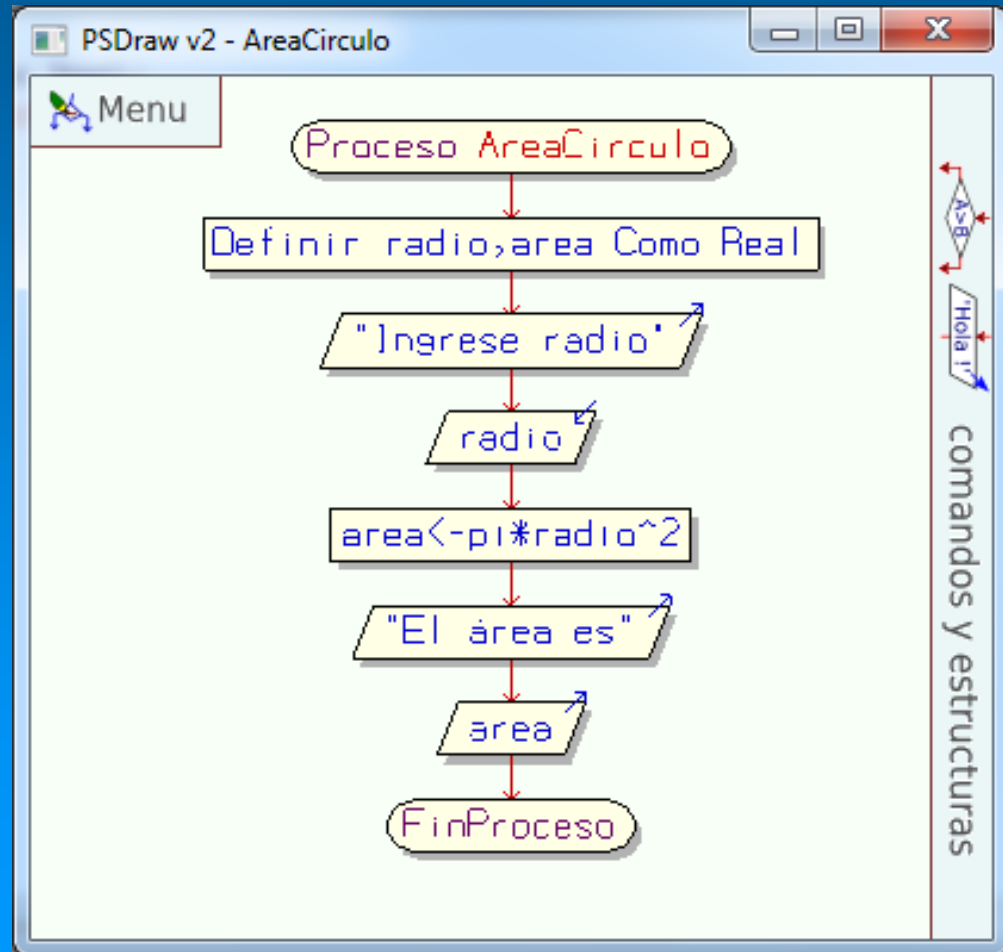 PSDraw v2 - AreaCirculo
Menu
Proceso AreaCirculo
Definir radio,area Como Real
"Ingrese radio"
radio
area<-pi*radio^2
"El área es"
area
FinProceso
A>B
"Hola !"
comandos y estructuras